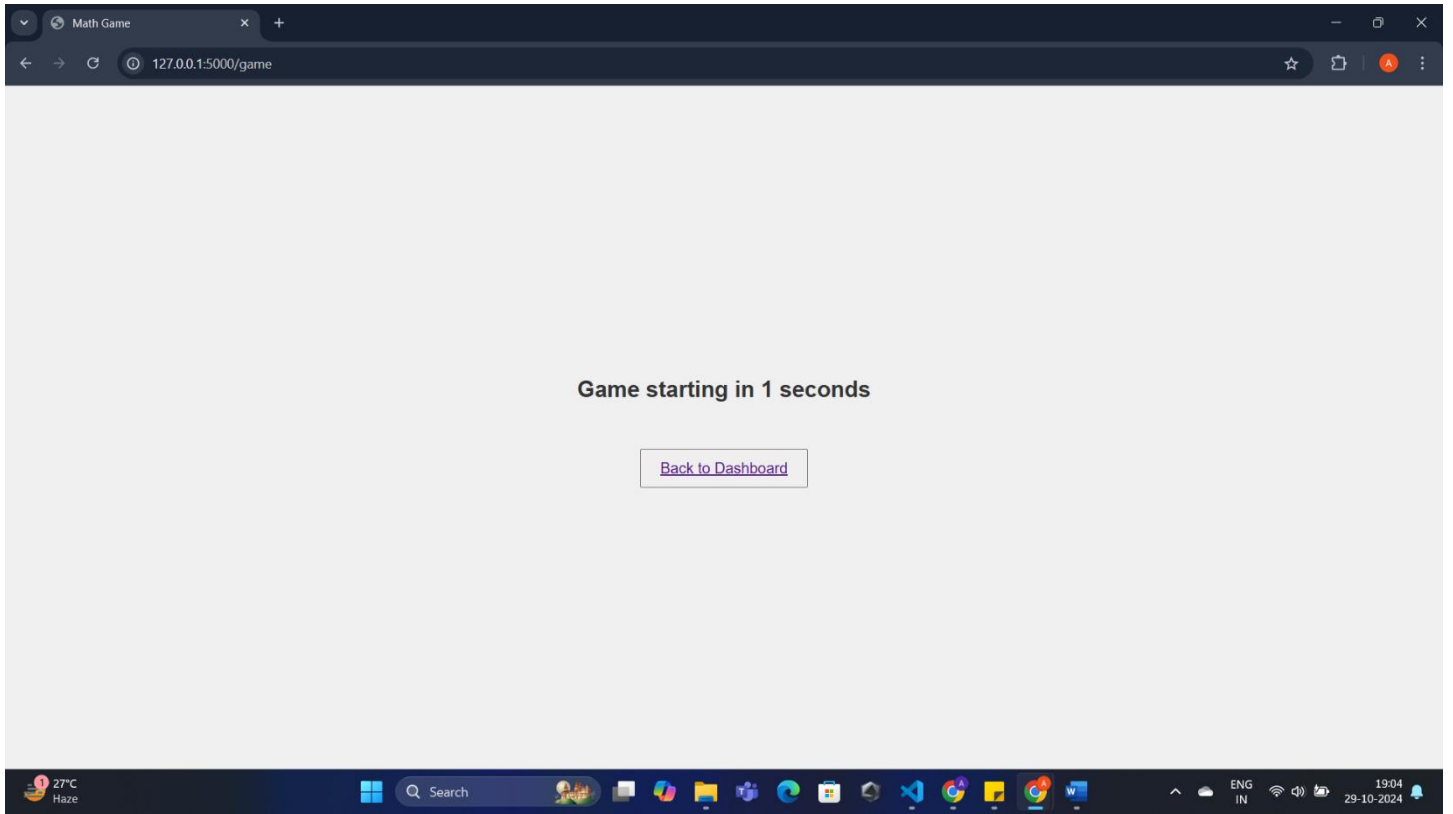 Math Game
127.0.0.1:5000/game
A
Game starting in 1 seconds
Back to Dashboard
1
27°C
Haze
Search
ENG
IN
19:04
29-10-2024